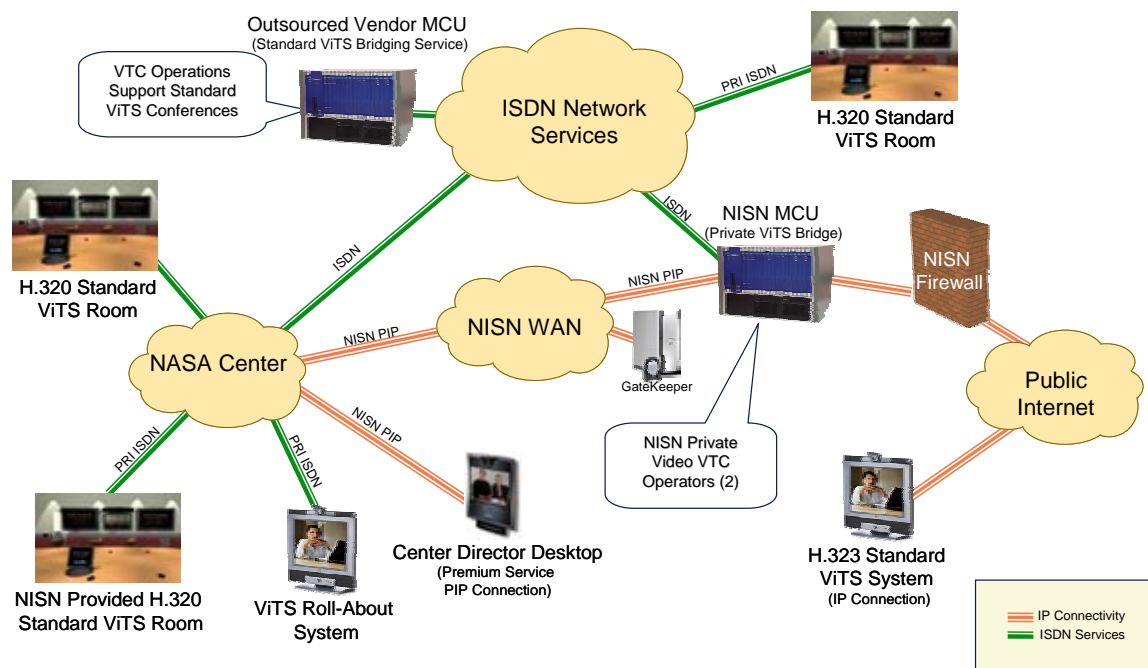 Outsourced Vendor MCU
(Standard ViTS Bridging Service)
VTC Operations
Support Standard
ViTS Conferences
ISDN Network
Services
PRI ISDN
H.320 Standard
ViTS Room
H.320 Standard
ViTS Room
ISDN
ISDN
NISN MCU
(Private ViTS Bridge)
NISN
Firewall
NISN PIP
NISN WAN
NISN PIP
GateKeeper
NASA Center
Public
Internet
NISN PIP
PRI ISDN
PRI ISDN
NISN Private
Video VTC
Operators (2)
NISN Provided H.320
Standard ViTS Room
ViTS Roll-About
System
Center Director Desktop
(Premium Service
PIP Connection)
H.323 Standard
ViTS System
(IP Connection)
IP Connectivity
ISDN Services